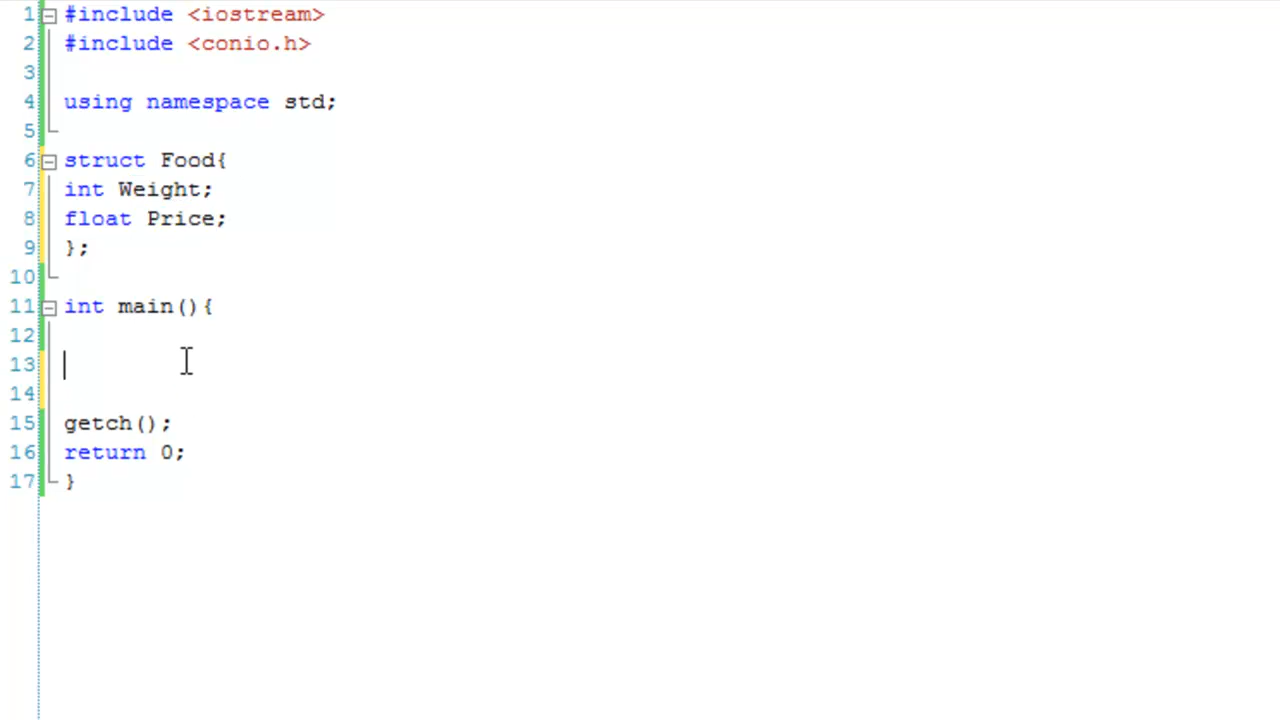 1 #include <iostream>
2 #include <conio.h>
3
4 using namespace std;
5
6 struct Food{
7 int Weight;
8 float Price;
9 };
10
11 int main(){
12
13
14
15 getch();
16 return 0;
17 }